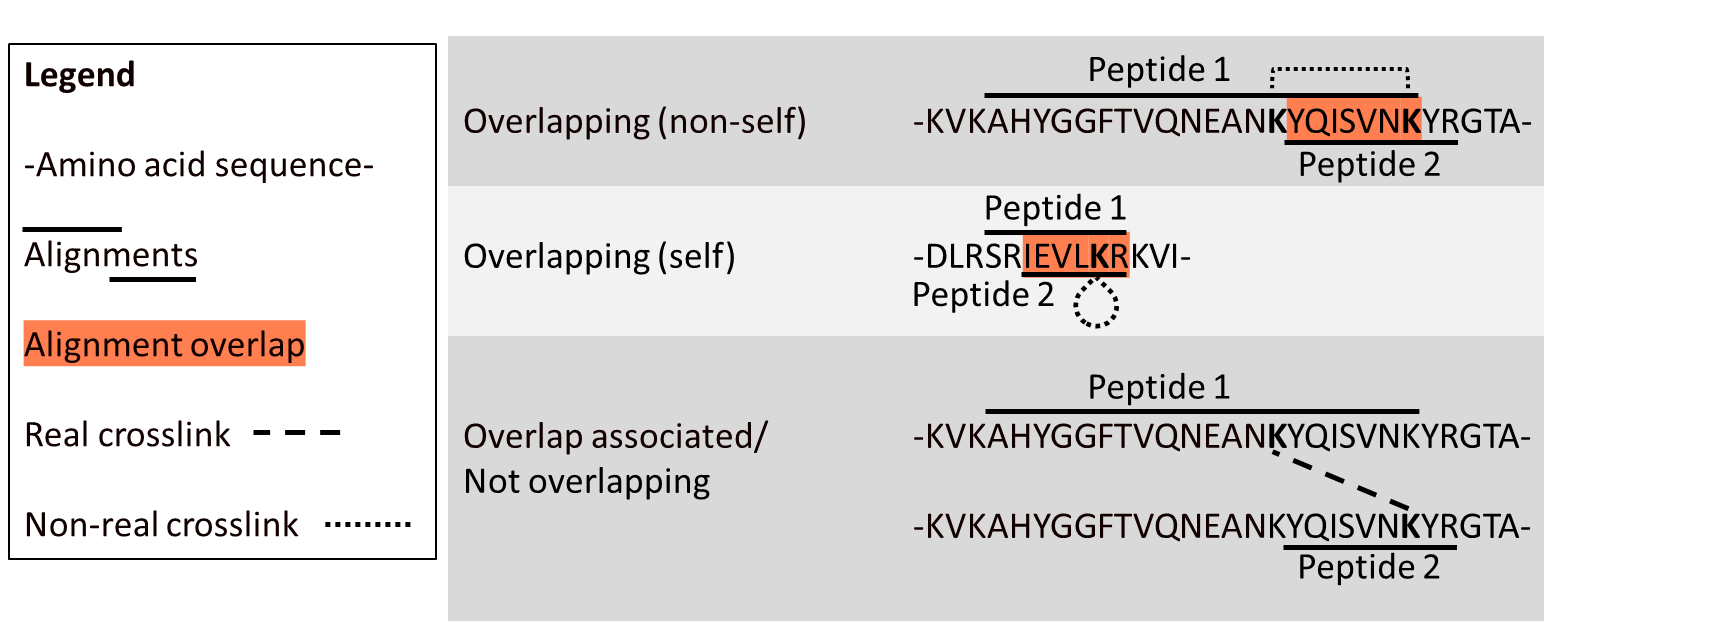 Legend
-Amino acid sequence-
Alignments
Alignment overlap
Real crosslink
Non-real crosslink
Peptide 1
Overlapping (non-self)
-KVKAHYGGFTVQNEANKYQISVNKYRGTA-
Peptide 2
Peptide 1
Overlapping (self)
-DLRSRIEVLKRKVI-
Peptide 2
Peptide 1
Overlap associated/
Not overlapping
-KVKAHYGGFTVQNEANKYQISVNKYRGTA-
-KVKAHYGGFTVQNEANKYQISVNKYRGTA-
Peptide 2